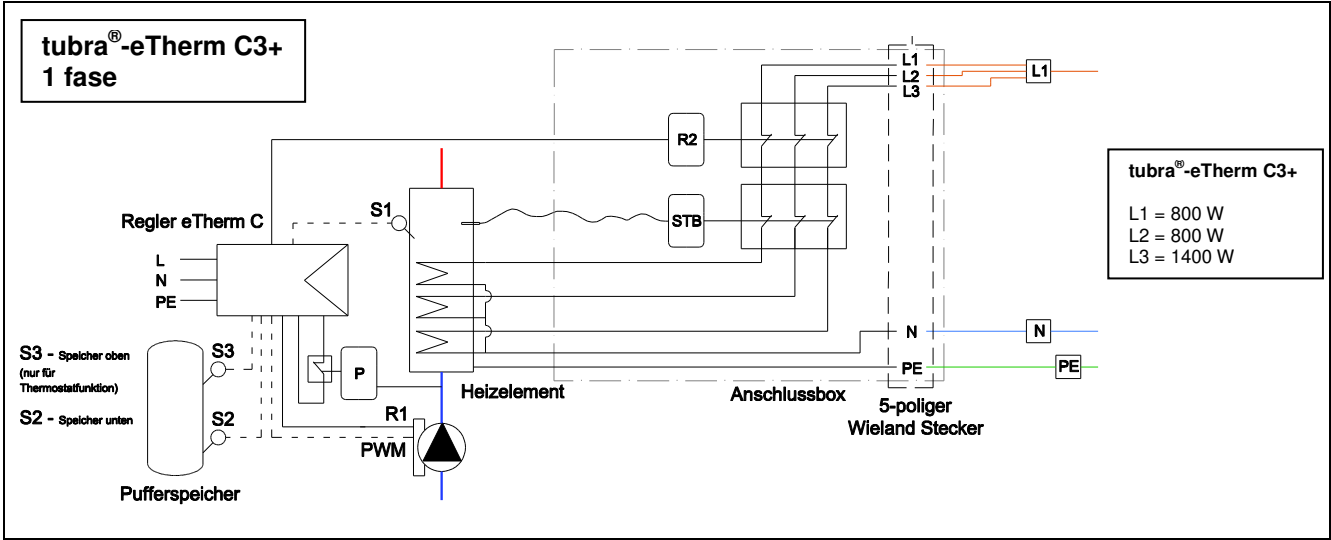 tubra®-eTherm C3+
1 fase
L1
L2
L3
L1
R2
tubra®-eTherm C3+
L1 = 800 W
L2 = 800 W
L3 = 1400 W
S1
STB
Regler eTherm C
L
N
PE
N
N
S3 - Speicher oben
(nur für
Thermostatfunktion)
S3
P
PE
PE
Heizelement
Anschlussbox
5-poliger
Wieland Stecker
S2 - Speicher unten
S2
R1
PWM
Pufferspeicher